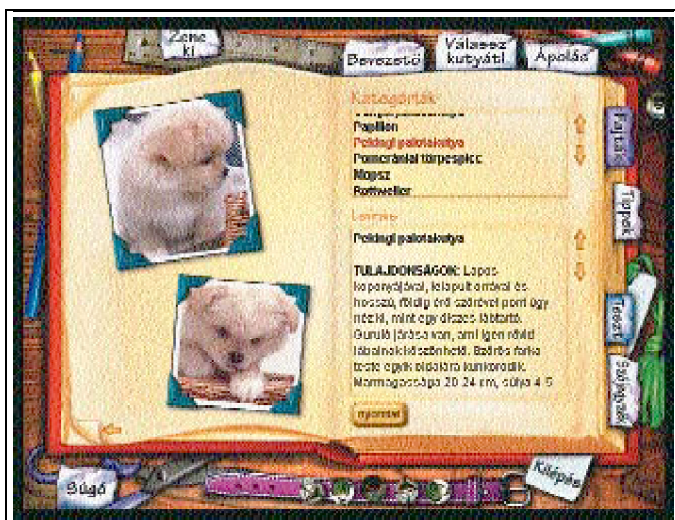 Zene
ki
Bevezető
Válassz
kutyát!
Ápolás
Kategóriák
Papillon
Pekingi palotakutya
Pomerániai törpespicc
Mopsz
Rottweiler
Fajták
Tippek
Leírás
Pekingi palotakutya
TULAJDONSÁGOK: Lapos
koponyájával, lelapult orrával és
hosszú, földig érő szőrével pont úgy
néz ki, mint egy díszes lábtartó.
Guruló járása van, ami igen rövid
lábainak köszönhető. Szőrös farka
teste egyik oldalára kunkorodik.
Marmagassága 20-24 cm, súlya 4-5
Teszt
nyomtat
Súgó
Kilépés